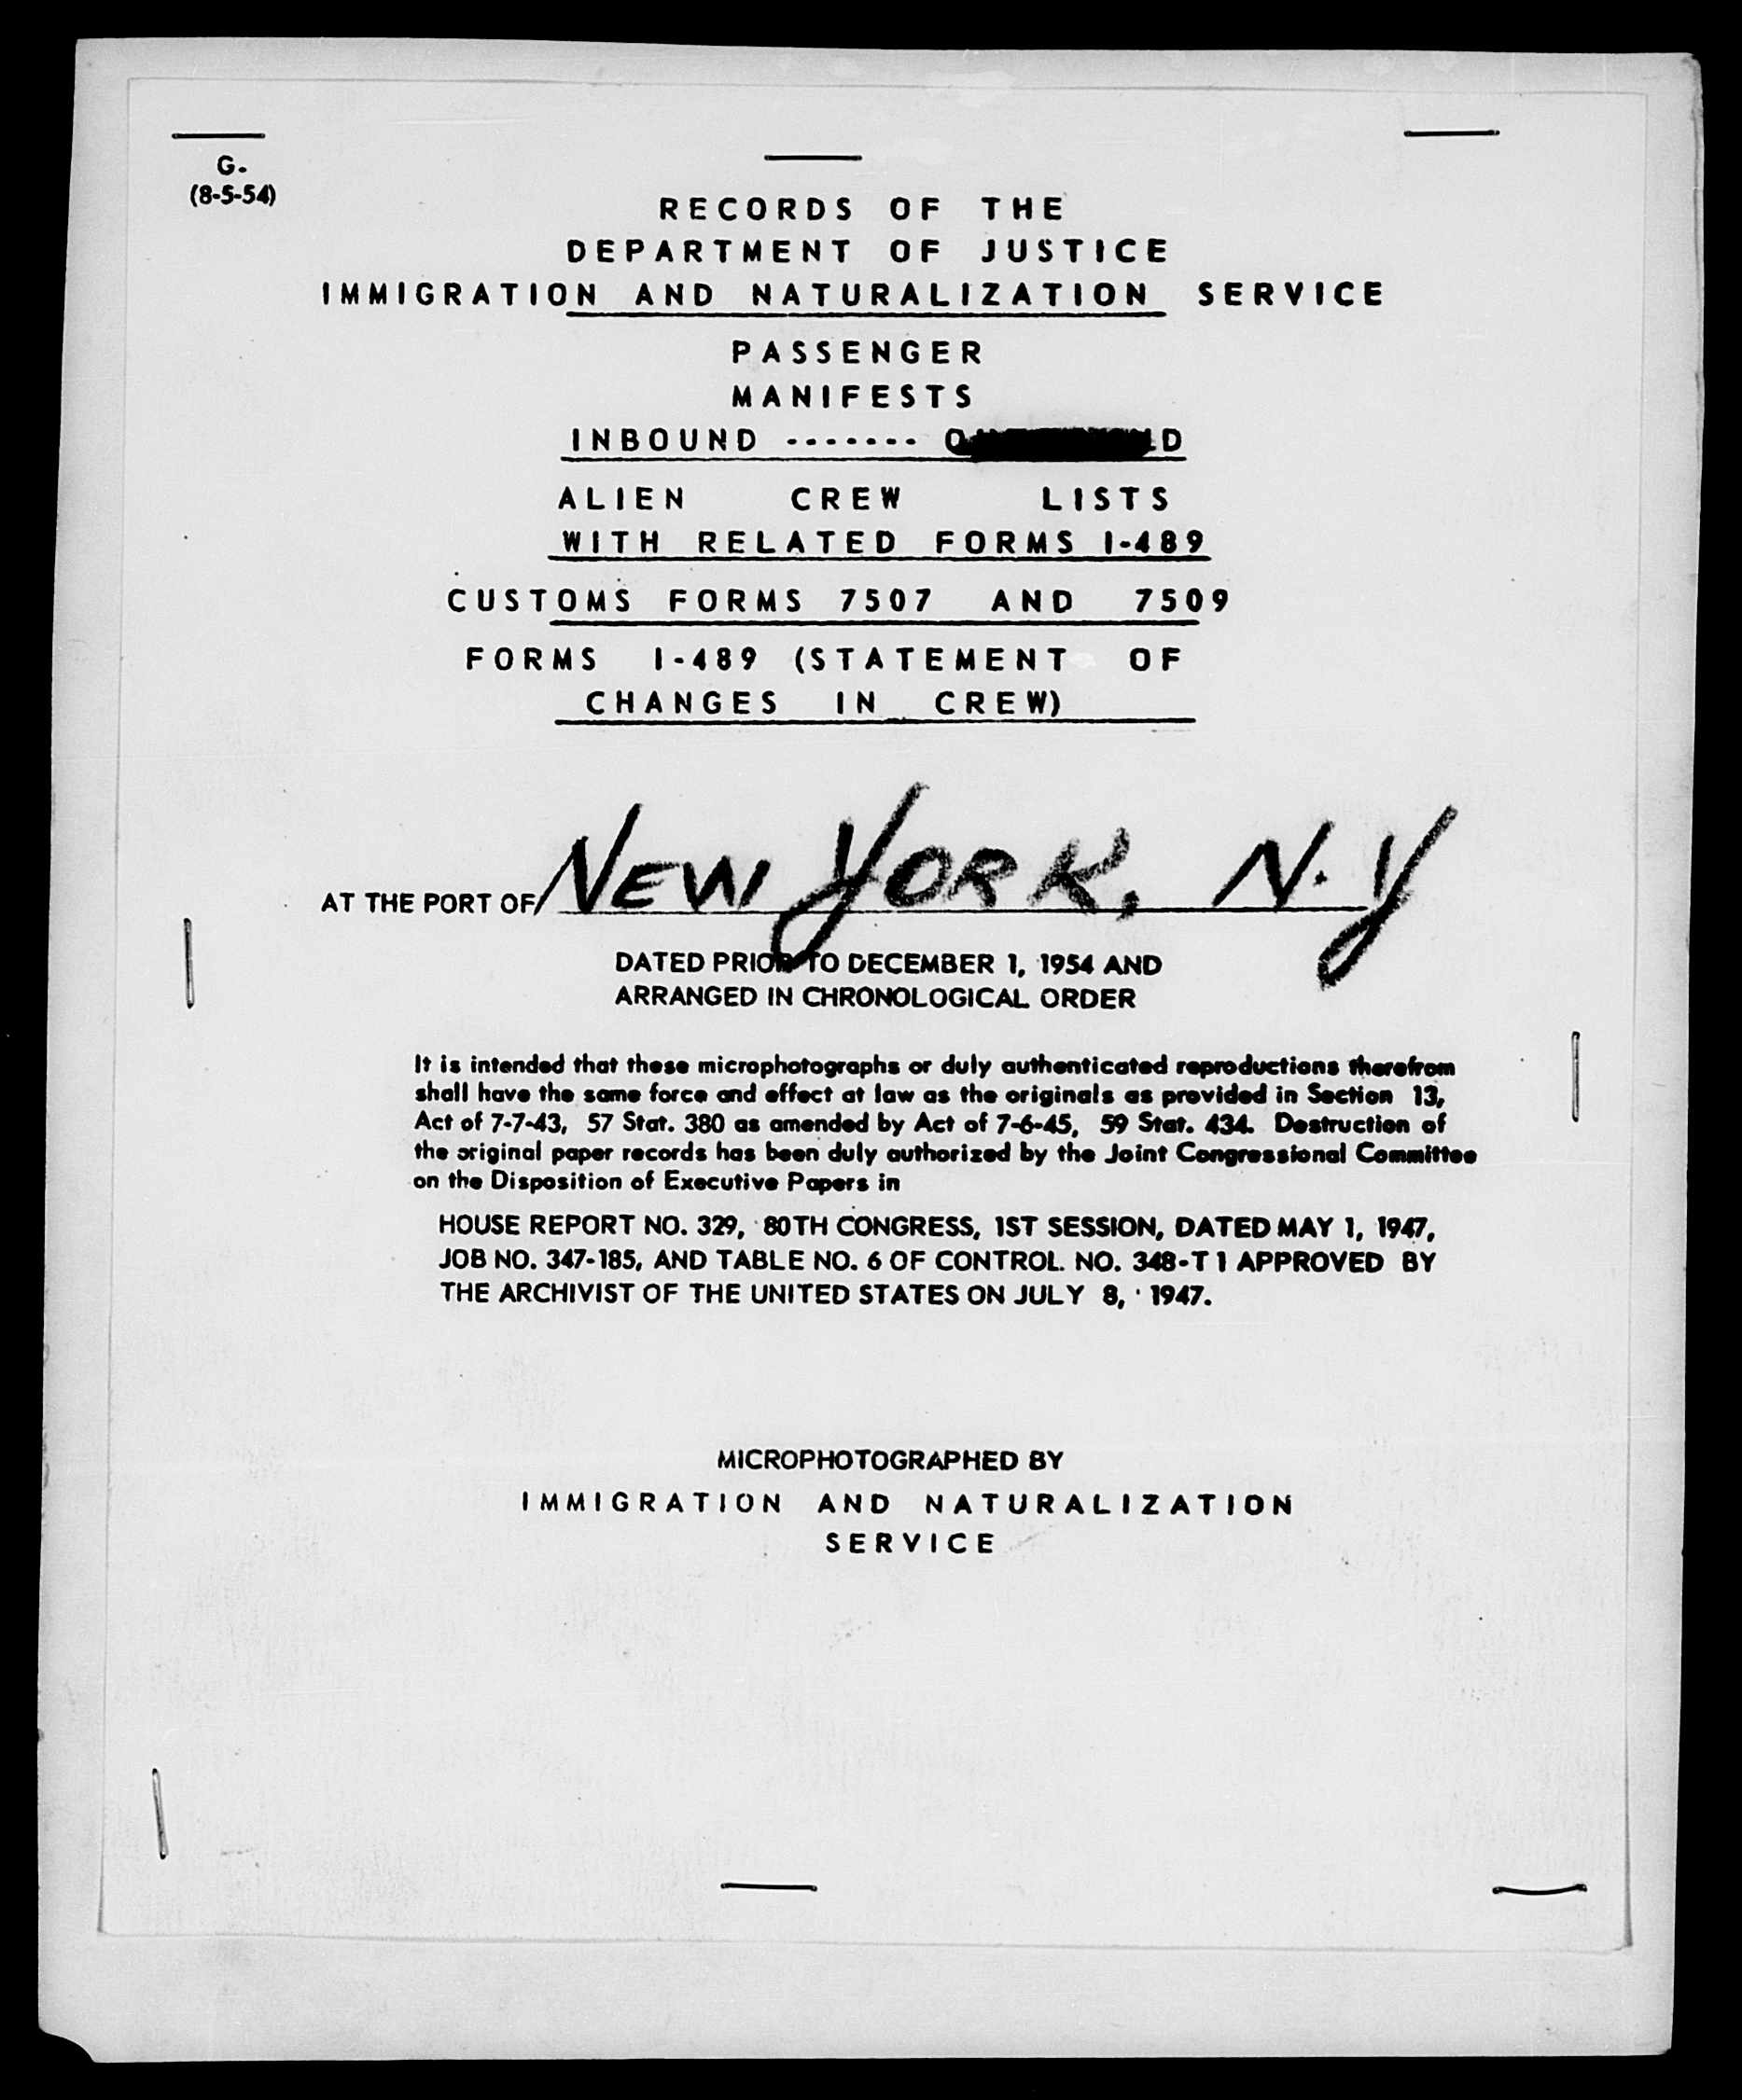 G.
(8-5-54)
RECORDS OF THE
DEPARTMENT OF JUSTICE
IMMIGRATION AND NATURALIZATION SERVICE
PASSENGER
MANIFESTS
INBOUND -------
ALIEN CREW LISTS
WITH RELATED FORMS I-489
CUSTOMS FORMS 7507 AND 7509
FORMS I-489 (STATEMENT OF
CHANGES IN CREW)
AT THE PORT OF NEW YORK, N.Y
DATED PRIOR TO DECEMBER 1, 1954 AND
ARRANGED IN CHRONOLOGICAL ORDER
It is intended that these microphotographs or duly authenticated reproductions therefrom
shall have the same force and effect at law as the originals as provided in Section 13,
Act of 7-7-43, 57 Stat. 380 as amended by Act of 7-6-45, 59 Stat. 434. Destruction of
the original paper records has been duly authorized by the Joint Congressional Committee
on the Disposition of Executive Papers in
HOUSE REPORT NO. 329, 80TH CONGRESS, 1ST SESSION, DATED MAY 1, 1947,
JOB NO. 347-185, AND TABLE NO. 6 OF CONTROL NO. 348-T1 APPROVED BY
THE ARCHIVIST OF THE UNITED STATES ON JULY 8, 1947.
MICROPHOTOGRAPHED BY
IMMIGRATION AND NATURALIZATION
SERVICE